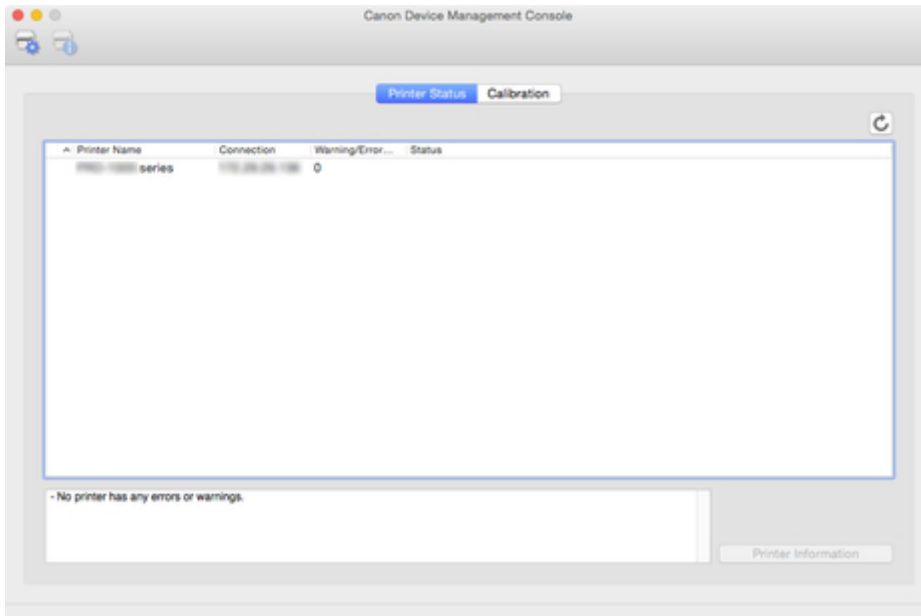 Canon Device Management Console
Printer Status Calibration
Printer Name Connection Warning/Error... Status
series 0
- No printer has any errors or warnings.
Printer Information